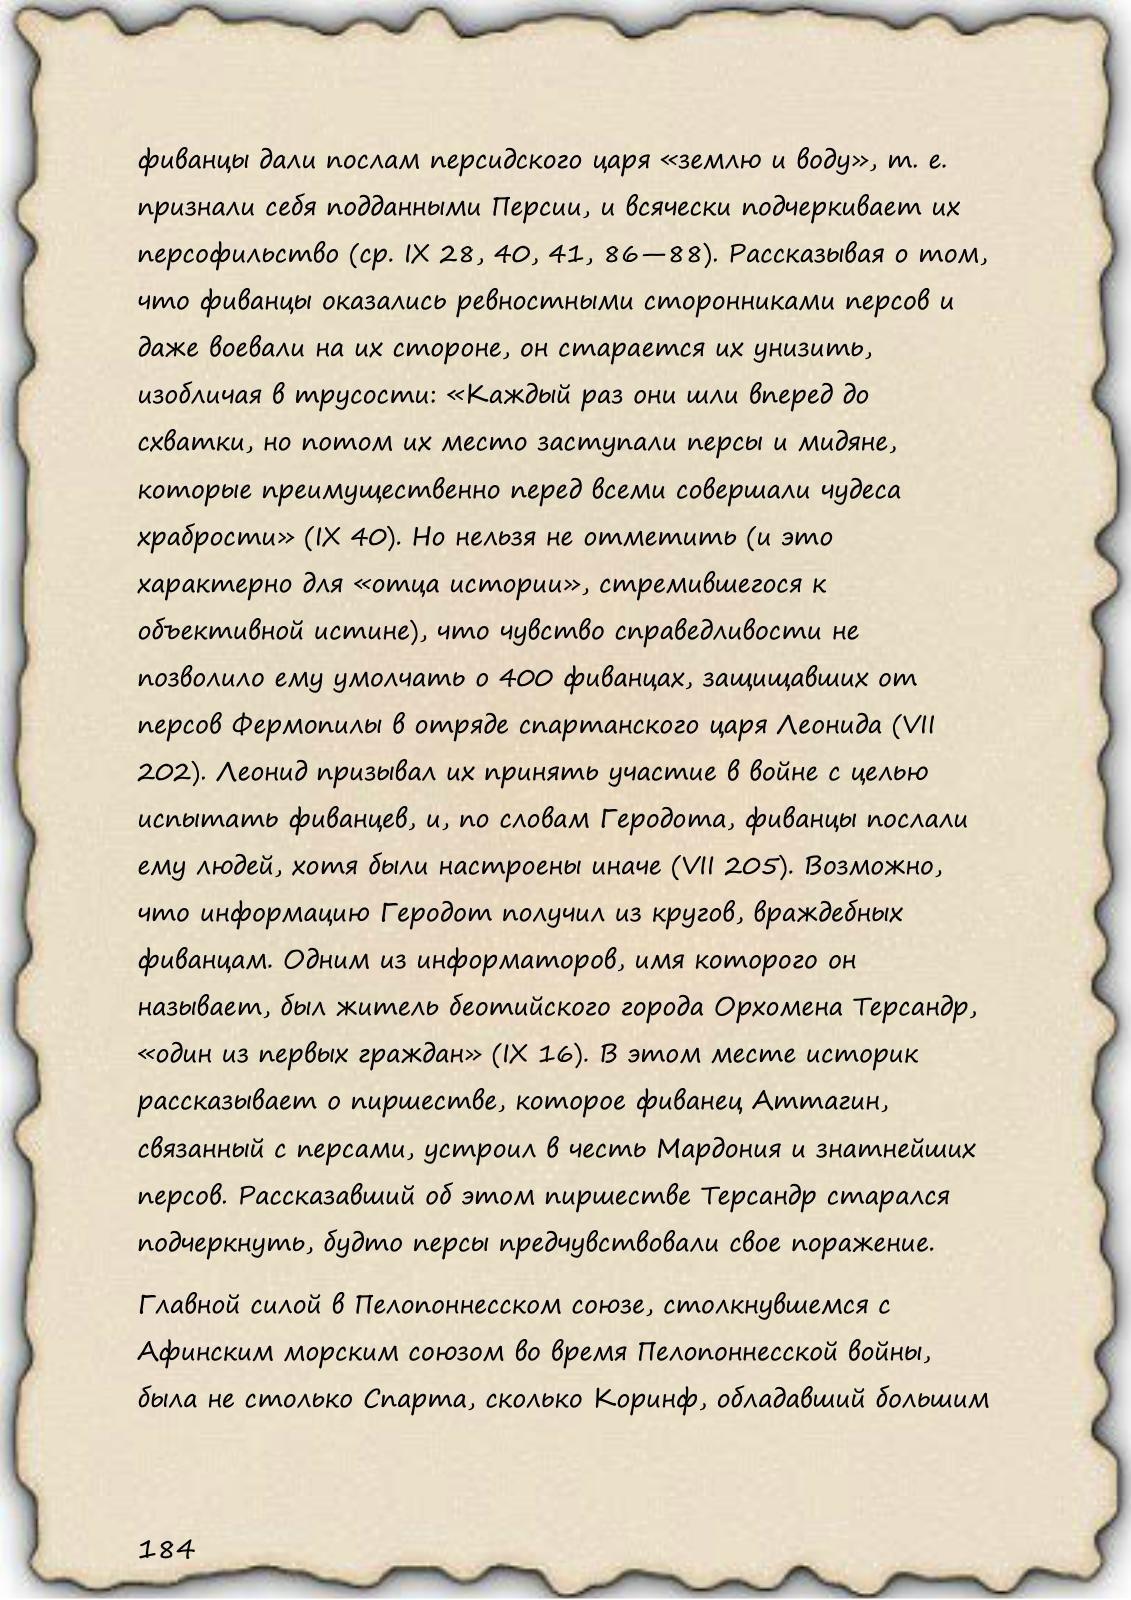 фиванцы дали послам персидского царя «землю и воду», т. е.
признали себя подданными Персии, и всячески подчеркивает их
персофильство (ср. IX 28, 40, 41, 86—88). Рассказывая о том,
что фиванцы оказались ревностными сторонниками персов и
даже воевали на их стороне, он старается их унизить,
изобличая в трусости: «Каждый раз они шли вперед до
схватки, но потом их место заступали персы и мидяне,
которые преимущественно перед всеми совершали чудеса
храбрости» (IX 40). Но нельзя не отметить (и это
характерно для «отца истории», стремившегося к
объективной истине), что чувство справедливости не
позволило ему умолчать о 400 фиванцах, защищавших от
персов Фермопилы в отряде спартанского царя Леонида (VII
202). Леонид призывал их принять участие в войне с целью
испытать фиванцев, и, по словам Геродота, фиванцы послали
ему людей, хотя были настроены иначе (VII 205). Возможно,
что информацию Геродот получил из кругов, враждебных
фиванцам. Одним из информаторов, имя которого он
называет, был житель беотийского города Орхомена Терсандр,
«один из первых граждан» (IX 16). В этом месте историк
рассказывает о пиршестве, которое фиванец Аттагин,
связанный с персами, устроил в честь Мардония и знатнейших
персов. Рассказавший об этом пиршестве Терсандр старался
подчеркнуть, будто персы предчувствовали свое поражение.
Главной силой в Пелопоннесском союзе, столкнувшемся с
Афинским морским союзом во время Пелопоннесской войны,
была не столько Спарта, сколько Коринф, обладавший большим
184